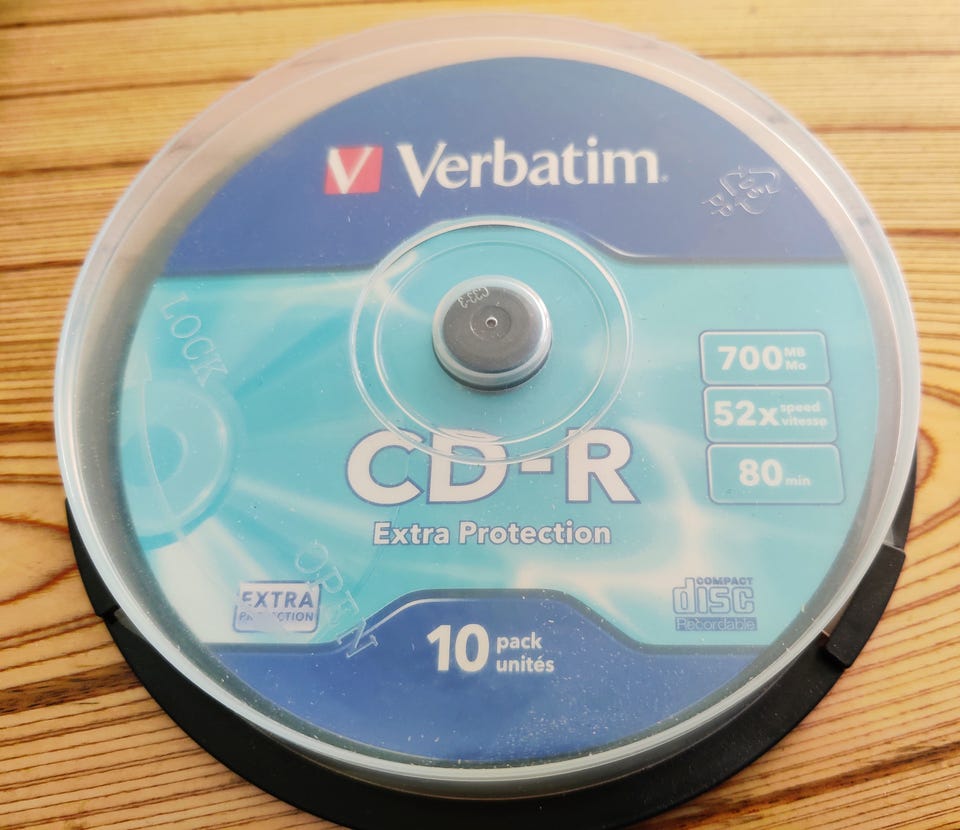 Verbatim
LOCK
700 MB Mo
52x speed vitesse
80 min
CD-R
Extra Protection
OPEN
EXTRA
PROTECTION
COMPACT
disc
Recordable
10 pack
unités